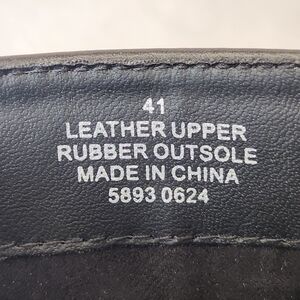 41
LEATHER UPPER
RUBBER OUTSOLE
MADE IN CHINA
5893 0624